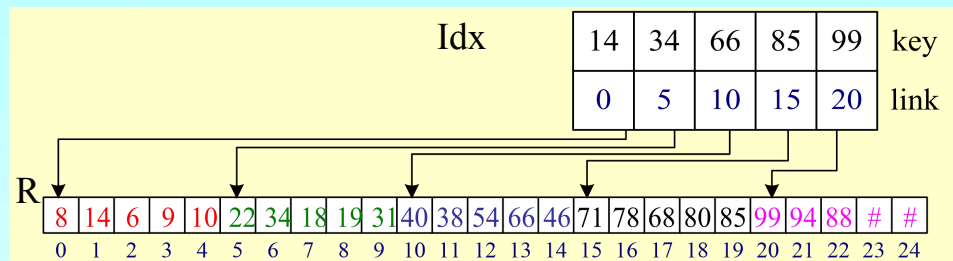 Idx 14 34 66 85 99 key
0 5 10 15 20 link
R 8 14 6 9 10 22 34 18 19 31 40 38 54 66 46 71 78 68 80 85 99 94 88 # #
0 1 2 3 4 5 6 7 8 9 10 11 12 13 14 15 16 17 18 19 20 21 22 23 24